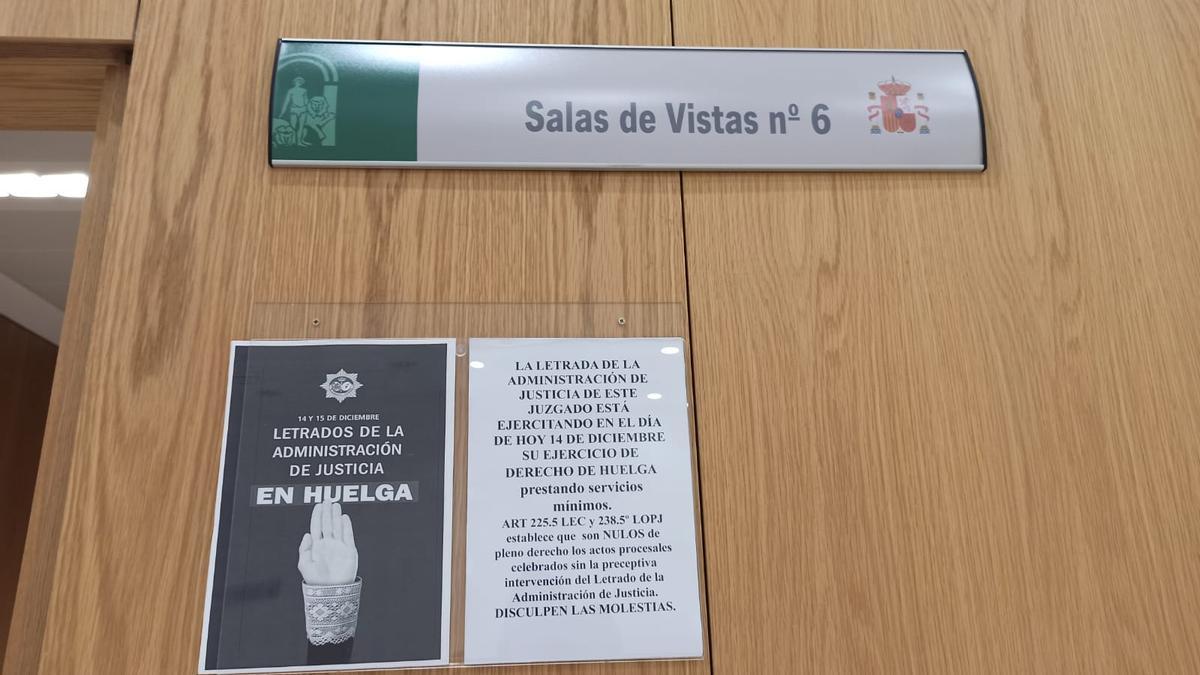 Salas de Vistas nº 6
14 Y 15 DE DICIEMBRE
LETRADOS DE LA
ADMINISTRACIÓN
DE JUSTICIA
EN HUELGA
LA LETRADA DE LA
ADMINISTRACIÓN DE
JUSTICIA DE ESTE
JUZGADO ESTÁ
EJERCITANDO EN EL DÍA
DE HOY 14 DE DICIEMBRE
SU EJERCICIO DE
DERECHO DE HUELGA
prestando servicios
mínimos.
ART 225.5 LEC y 238.5º LOPJ
establece que son NULOS de
pleno derecho los actos procesales
celebrados sin la preceptiva
intervención del Letrado de la
Administración de Justicia.
DISCULPEN LAS MOLESTIAS.